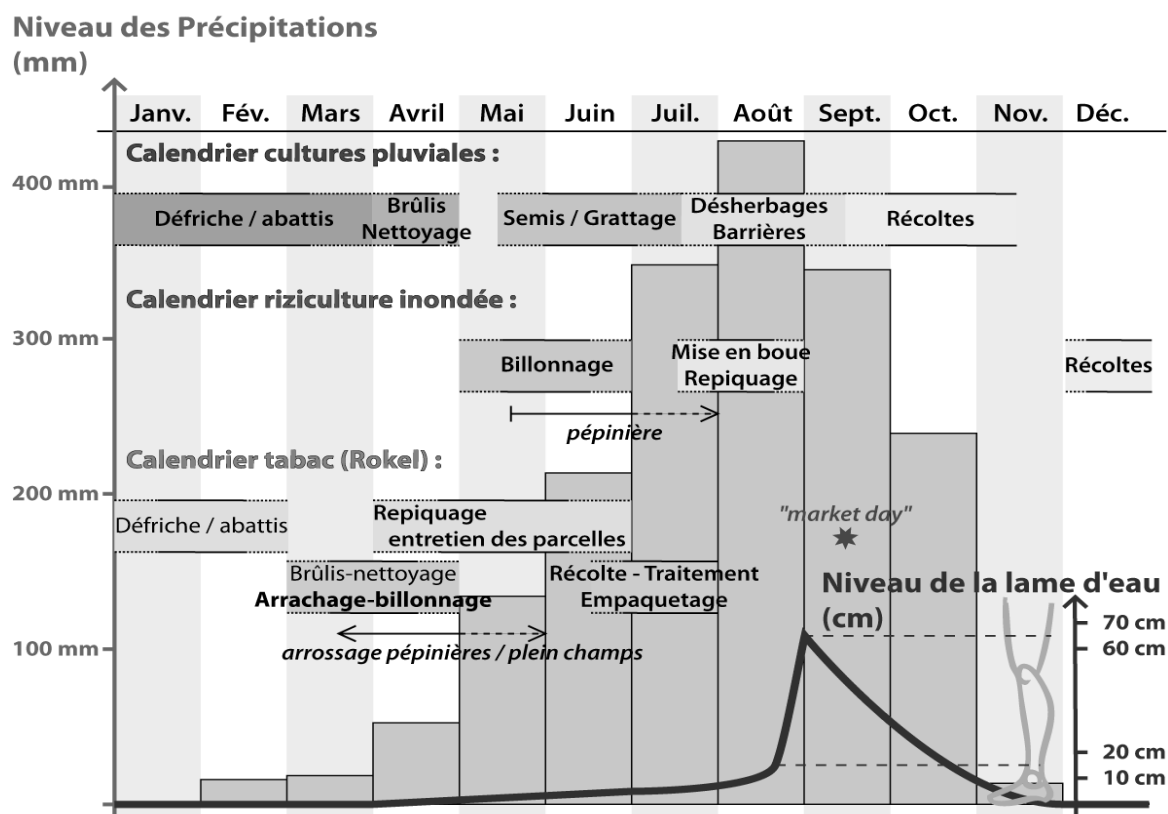 Niveau des Précipitations
(mm)
Janv. Fév. Mars Avril Mai Juin Juil. Août Sept. Oct. Nov. Déc.
Calendrier cultures pluviales :
400 mm
Défriche / abattis
Brûlis
Nettoyage
Semis / Grattage
Désherbages
Barrières
Récoltes
Calendrier riziculture inondée :
300 mm
Billonnage
Mise en boue
Repiquage
Récoltes
pépinière
Calendrier tabac (Rokel) :
200 mm
Défriche / abattis
Repiquage
entretien des parcelles
"market day"
Brûlis-nettoyage
Arrachage-billonnage
Récolte - Traitement
Empaquetage
Niveau de la lame d'eau
(cm)
arrossage pépinières / plein champs
100 mm
70 cm
60 cm
20 cm
10 cm